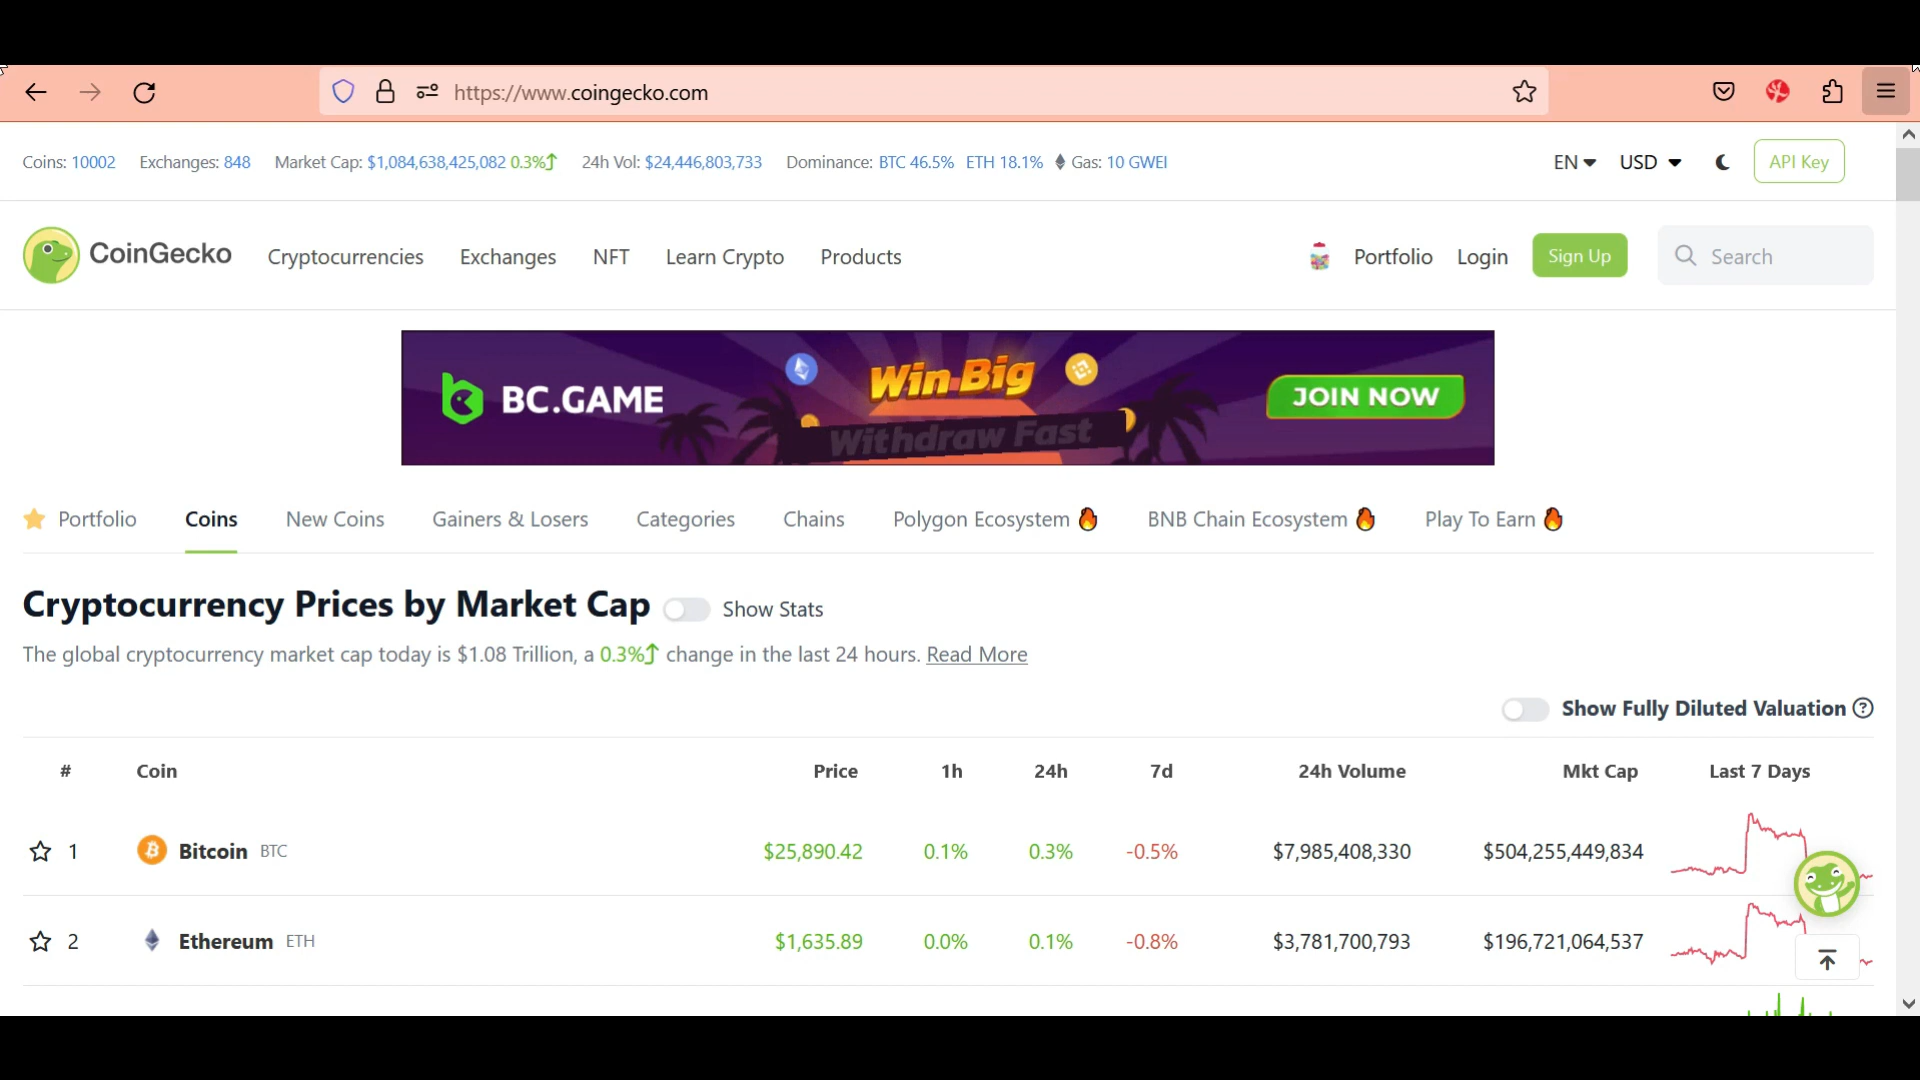 https://www.coingecko.com
Coins: 10002 Exchanges: 848 Market Cap: $1,084,638,425,082 0.3% 24h Vol: $24,446,803,733 Dominance: BTC 46.5% ETH 18.1% Gas: 10 GWEI EN USD API Key
CoinGecko Cryptocurrencies Exchanges NFT Learn Crypto Products Portfolio Login Sign Up Search
BC.GAME Win Big JOIN NOW
Withdraw Fast
Portfolio Coins New Coins Gainers & Losers Categories Chains Polygon Ecosystem BNB Chain Ecosystem Play To Earn
Cryptocurrency Prices by Market Cap Show Stats
The global cryptocurrency market cap today is $1.08 Trillion, a 0.3% change in the last 24 hours. Read More
Show Fully Diluted Valuation ?
# Coin Price 1h 24h 7d 24h Volume Mkt Cap Last 7 Days
1 Bitcoin BTC $25,890.42 0.1% 0.3% -0.5% $7,985,408,330 $504,255,449,834
2 Ethereum ETH $1,635.89 0.0% 0.1% -0.8% $3,781,700,793 $196,721,064,537